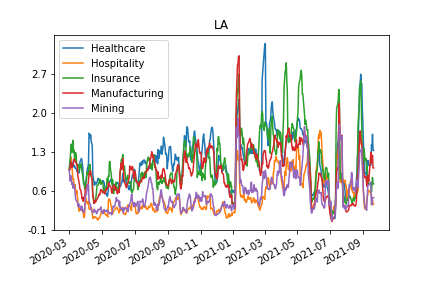 LA
Healthcare
Hospitality
Insurance
Manufacturing
Mining
2.7
2.0
1.3
0.6
-0.1
2020-03
2020-05
2020-07
2020-09
2020-11
2021-01
2021-03
2021-05
2021-07
2021-09